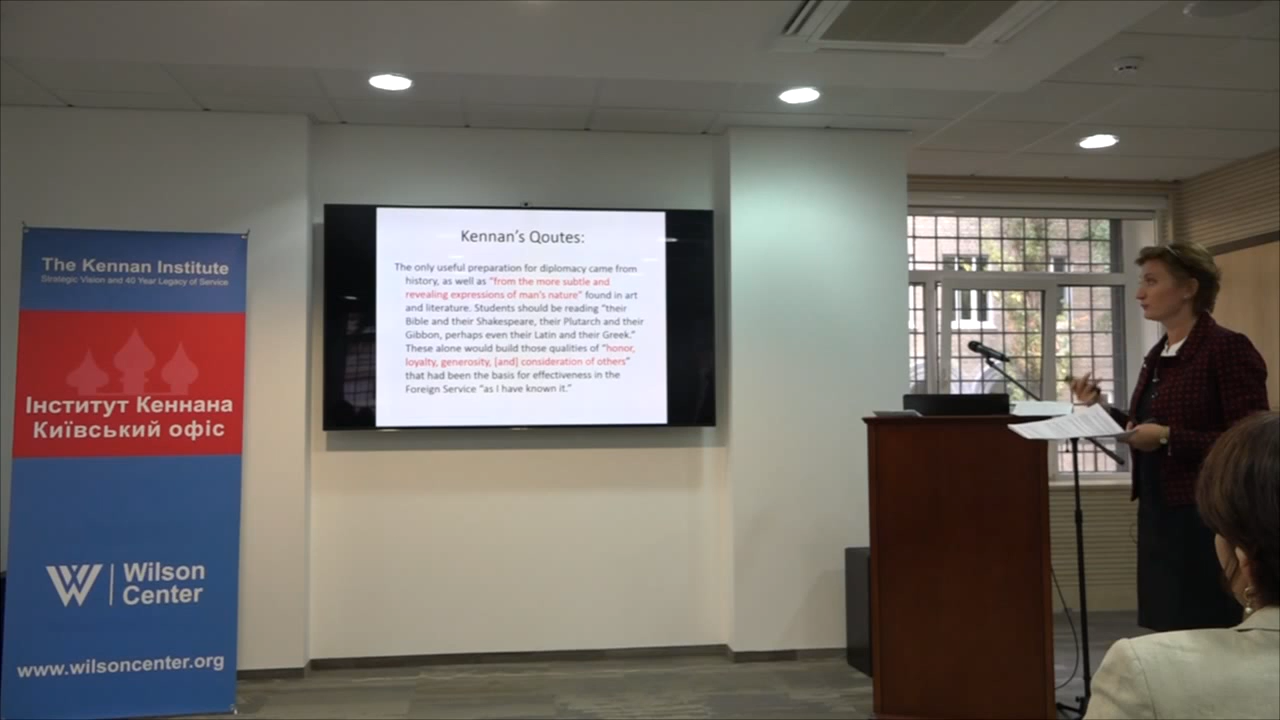 The Kennan Institute
Strategic Vision and 40 Year Legacy of Service
Інститут Кеннана
Київський офіс
Wilson
Center
www.wilsoncenter.org
Kennan's Qoutes:
The only useful preparation for diplomacy came from
history, as well as "from the more subtle and
revealing expressions of man's nature" found in art
and literature. Students should be reading "their
Bible and their Shakespeare, their Plutarch and their
Gibbon, perhaps even their Latin and their Greek."
These alone would build those qualities of "honor,
loyalty, generosity, [and] consideration of others"
that had been the basis for effectiveness in the
Foreign Service "as I have known it."